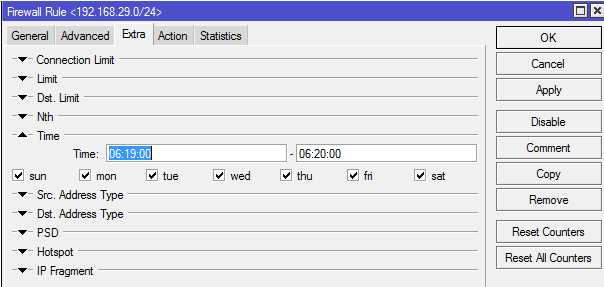 Firewall Rule <192.168.29.0/24>
General Advanced Extra Action Statistics
Connection Limit
Limit
Dst. Limit
Nth
Time
Time: 06:19:00 - 06:20:00
sun mon tue wed thu fri sat
Src. Address Type
Dst. Address Type
PSD
Hotspot
IP Fragment
OK
Cancel
Apply
Disable
Comment
Copy
Remove
Reset Counters
Reset All Counters